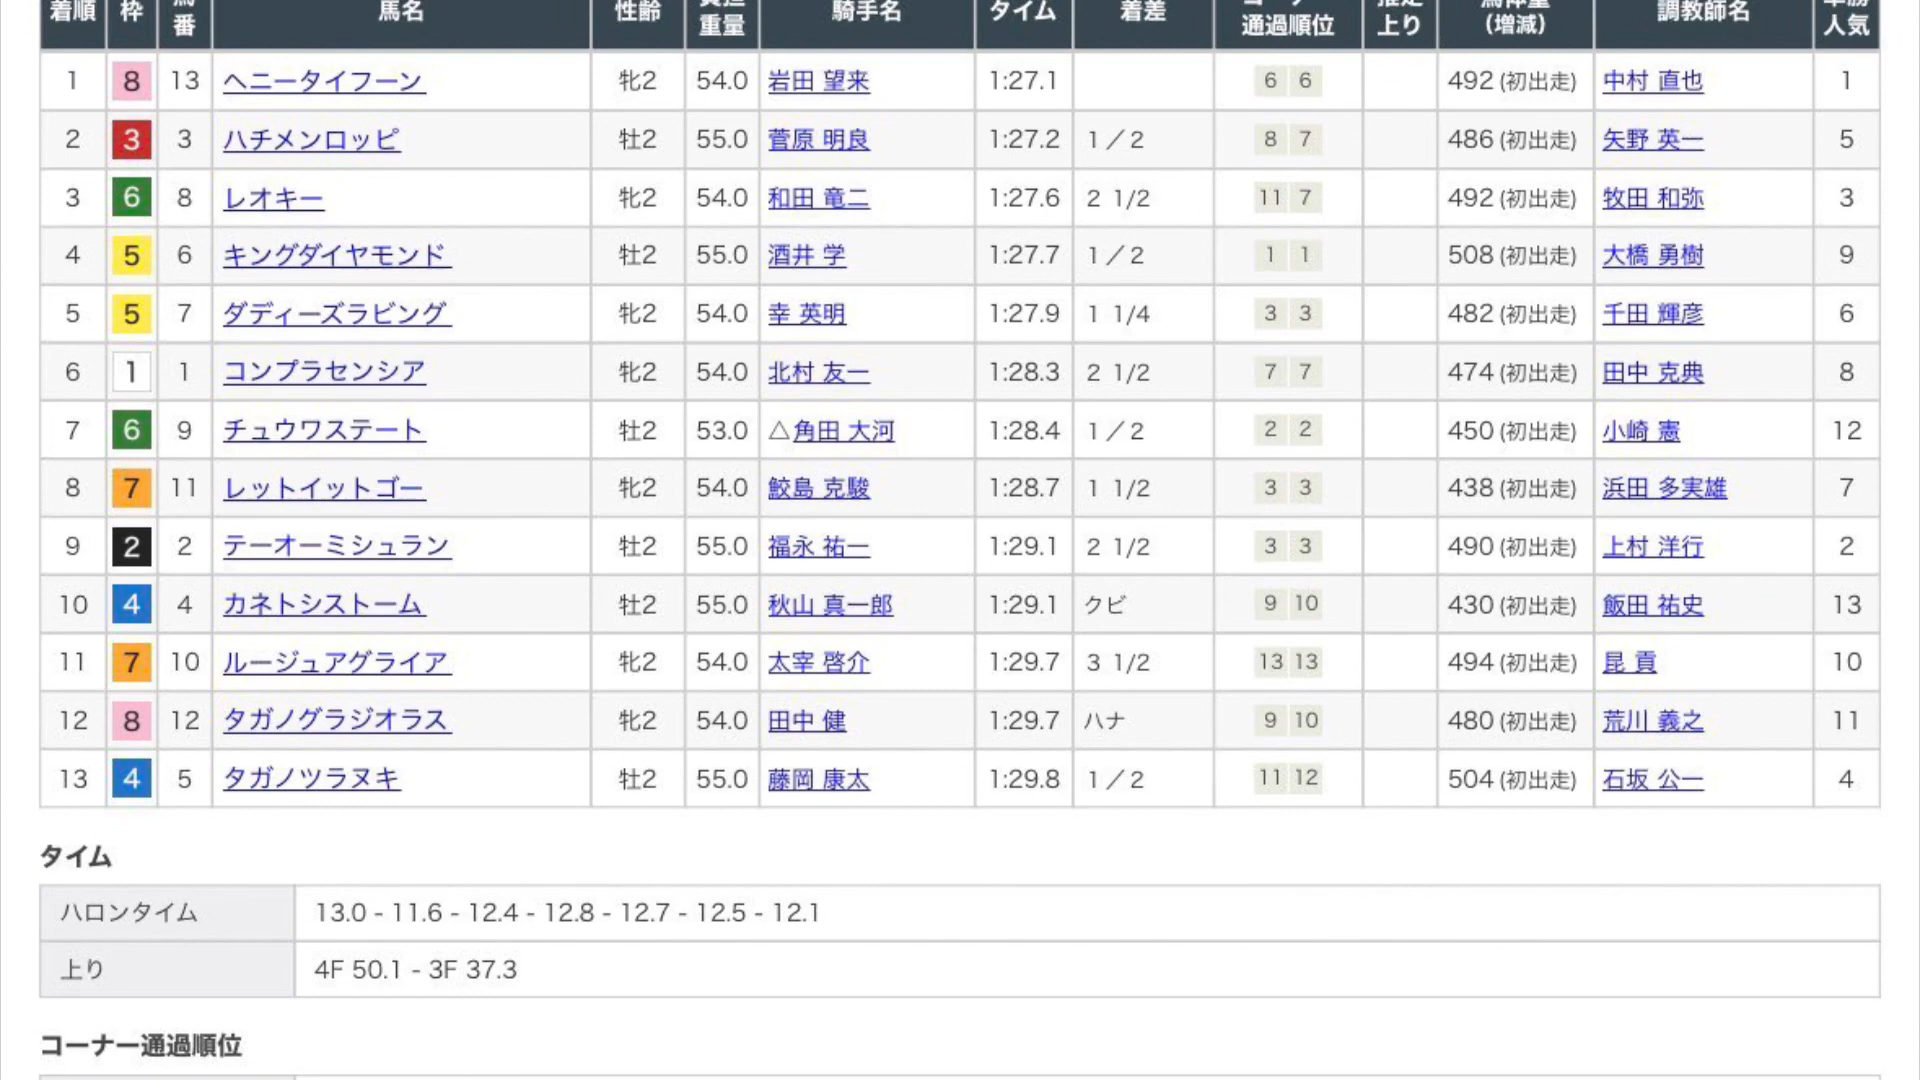 着順 枠 馬番 馬名 性齢 負担重量 騎手名 タイム 着差 コーナー通過順位 推定上り 馬体重(増減) 調教師名 単勝人気
1 8 13 ヘニータイフーン 牝2 54.0 岩田 望来 1:27.1 6 6 492 (初出走) 中村 直也 1
2 3 3 ハチメンロッピ 牡2 55.0 菅原 明良 1:27.2 1/2 8 7 486 (初出走) 矢野 英一 5
3 6 8 レオキー 牝2 54.0 和田 竜二 1:27.6 2 1/2 11 7 492 (初出走) 牧田 和弥 3
4 5 6 キングダイヤモンド 牡2 55.0 酒井 学 1:27.7 1/2 1 1 508 (初出走) 大橋 勇樹 9
5 5 7 ダディーズラビング 牝2 54.0 幸 英明 1:27.9 1 1/4 3 3 482 (初出走) 千田 輝彦 6
6 1 1 コンプラセンシア 牝2 54.0 北村 友一 1:28.3 2 1/2 7 7 474 (初出走) 田中 克典 8
7 6 9 チュウワステート 牡2 53.0 △角田 大河 1:28.4 1/2 2 2 450 (初出走) 小崎 憲 12
8 7 11 レットイットゴー 牝2 54.0 鮫島 克駿 1:28.7 1 1/2 3 3 438 (初出走) 浜田 多実雄 7
9 2 2 テーオーミシュラン 牡2 55.0 福永 祐一 1:29.1 2 1/2 3 3 490 (初出走) 上村 洋行 2
10 4 4 カネトシストーム 牡2 55.0 秋山 真一郎 1:29.1 クビ 9 10 430 (初出走) 飯田 祐史 13
11 7 10 ルージュアグライア 牝2 54.0 太宰 啓介 1:29.7 3 1/2 13 13 494 (初出走) 昆 貢 10
12 8 12 タガノグラジオラス 牝2 54.0 田中 健 1:29.7 ハナ 9 10 480 (初出走) 荒川 義之 11
13 4 5 タガノツラヌキ 牡2 55.0 藤岡 康太 1:29.8 1/2 11 12 504 (初出走) 石坂 公一 4
タイム
ハロンタイム 13.0 - 11.6 - 12.4 - 12.8 - 12.7 - 12.5 - 12.1
上り 4F 50.1 - 3F 37.3
コーナー通過順位